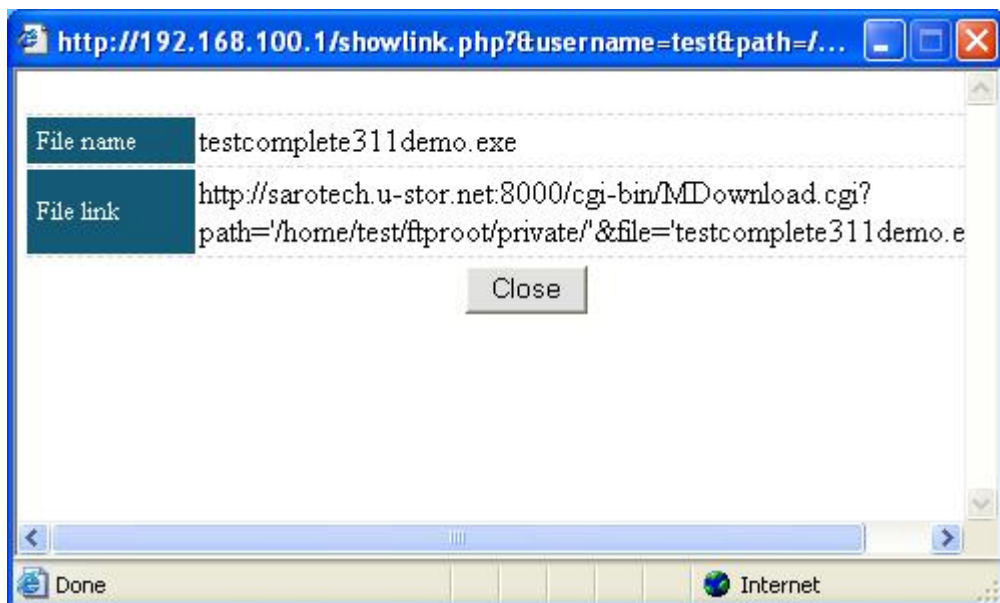 http://192.168.100.1/showlink.php?&username=test&path=/...
File name
testcomplete311demo.exe
File link
http://sarotech.u-stor.net:8000/cgi-bin/MDownload.cgi?
path='/home/test/ftproot/private/'&file='testcomplete311demo.e
Close
Done
Internet